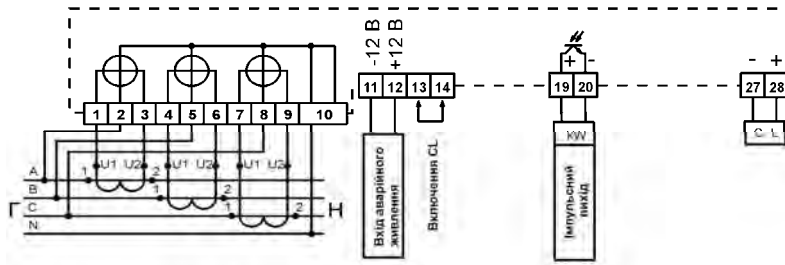 -12 В
+12 В
+ -
- +
1 2 3 4 5 6 7 8 9 10
11 12 13 14
19 20
27 28
U1 U2 U1 U2 U1 U2
A 1 2
B 1 2
C 1 2
N
Г
Н
Вхід аварійного
живлення
Включення CL
KW
Імпульсний
вихід
C L